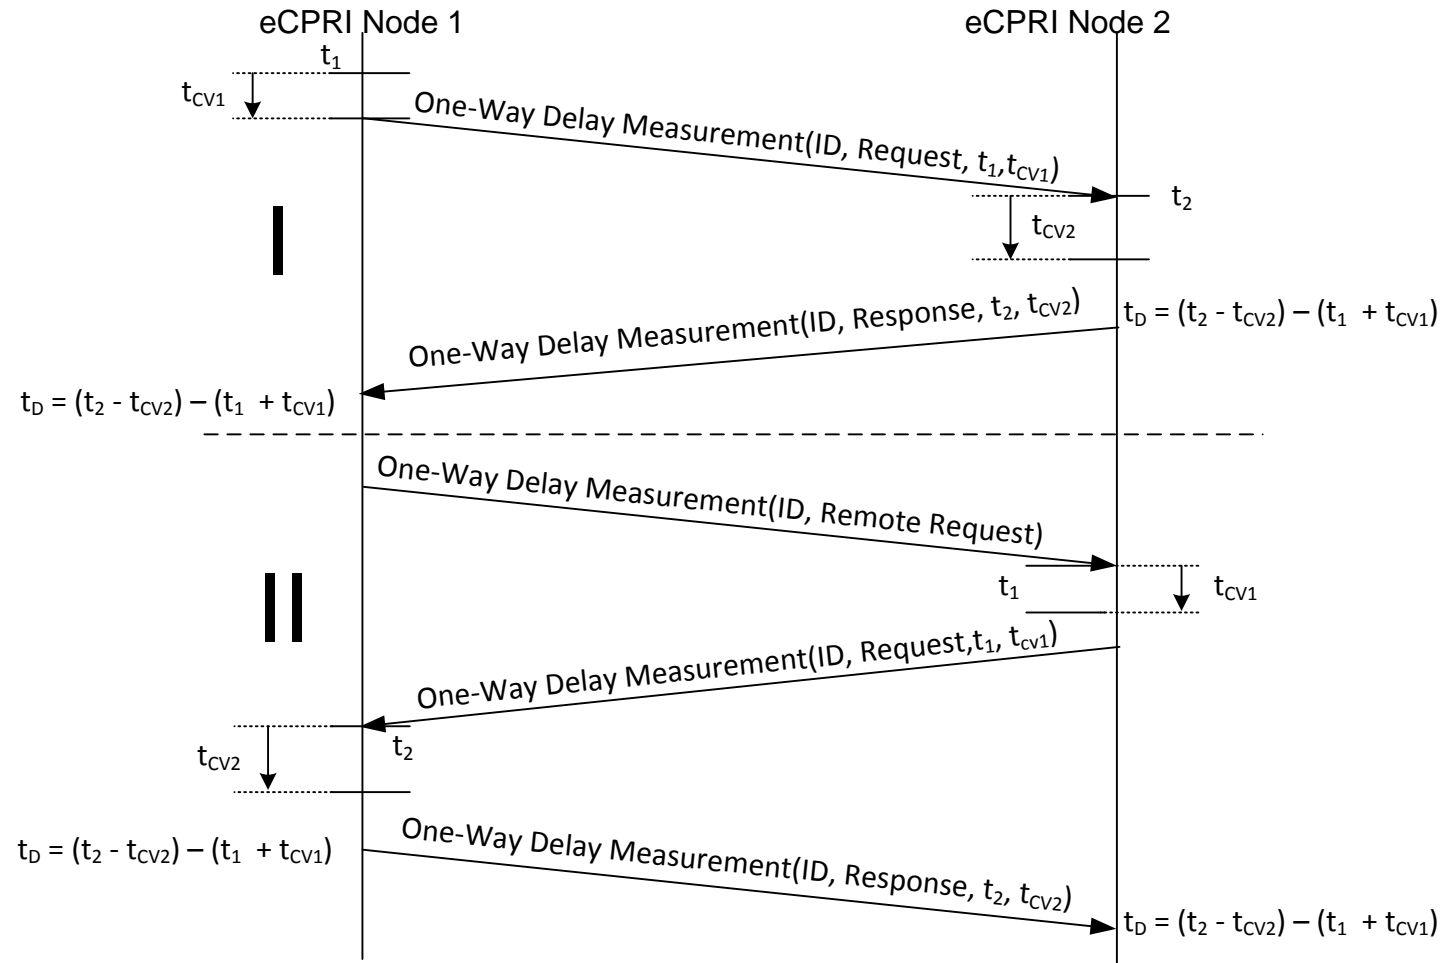 eCPRI Node 1
eCPRI Node 2
t1
tCV1
One-Way Delay Measurement(ID, Request, t1,tCV1)
t2
tCV2
I
One-Way Delay Measurement(ID, Response, t2, tCV2)
tD = (t2 - tCV2) – (t1 + tCV1)
tD = (t2 - tCV2) – (t1 + tCV1)
One-Way Delay Measurement(ID, Remote Request)
t1
tCV1
II
One-Way Delay Measurement(ID, Request,t1, tcv1)
t2
tCV2
tD = (t2 - tCV2) – (t1 + tCV1)
One-Way Delay Measurement(ID, Response, t2, tCV2)
tD = (t2 - tCV2) – (t1 + tCV1)